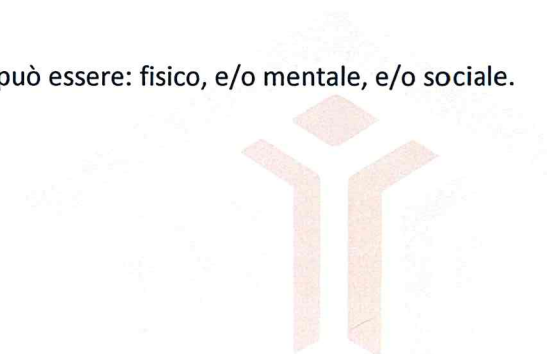 può essere: fisico, e/o mentale, e/o sociale.